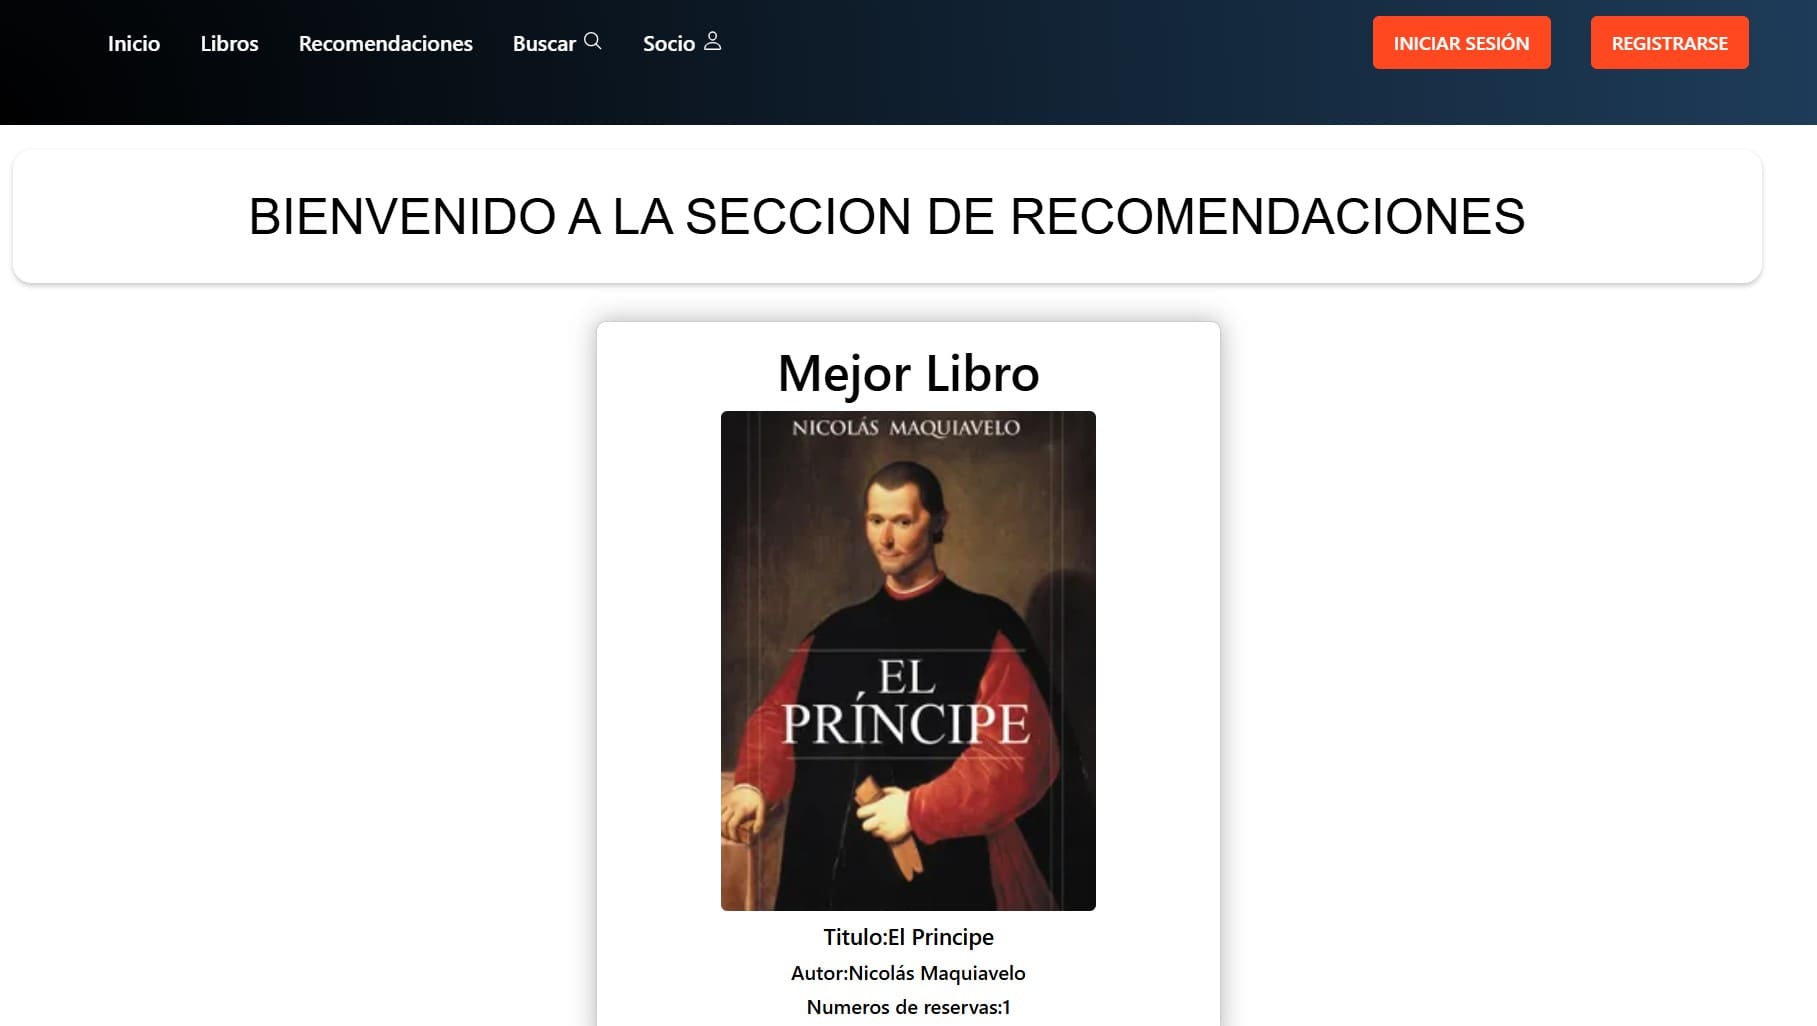 Inicio Libros Recomendaciones Buscar Socio INICIAR SESIÓN REGISTRARSE
BIENVENIDO A LA SECCION DE RECOMENDACIONES
Mejor Libro
NICOLÁS MAQUIAVELO
EL
PRÍNCIPE
Titulo:El Principe
Autor:Nicolás Maquiavelo
Numeros de reservas:1